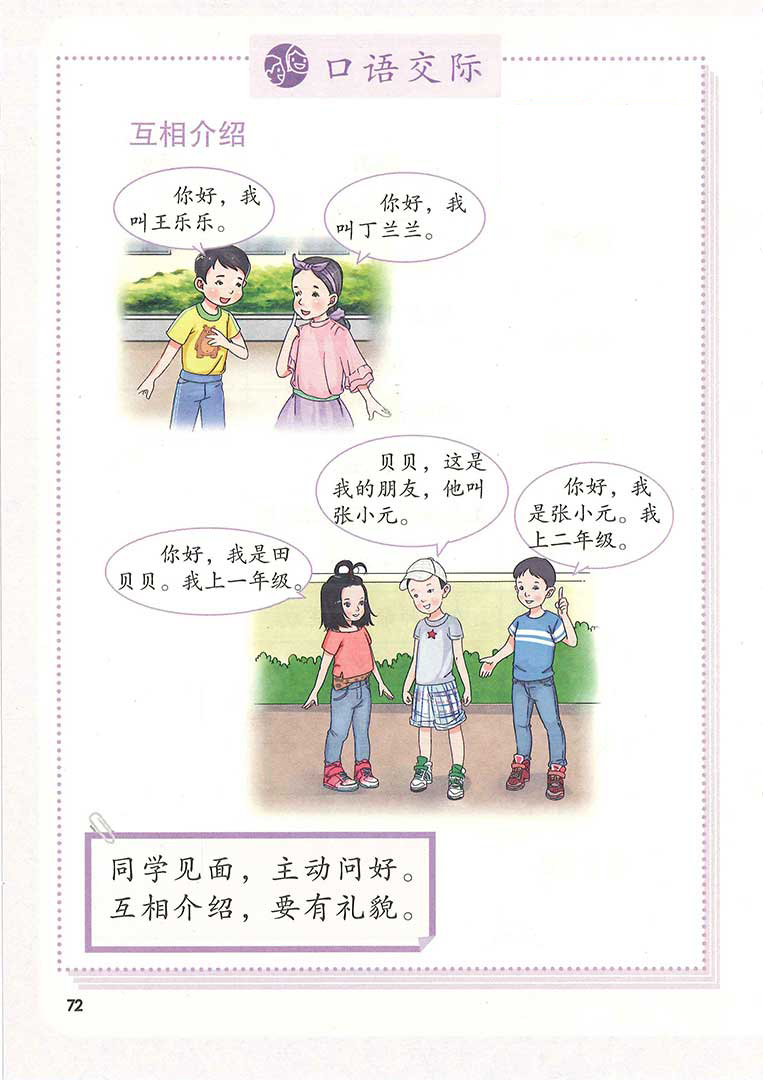 口语交际
互相介绍
你好，我
叫王乐乐。
你好，我
叫丁兰兰。
贝贝，这是
我的朋友，他叫
张小元。
你好，我
是张小元。我
上二年级。
你好，我是田
贝贝。我上一年级。
同学见面，主动问好。
互相介绍，要有礼貌。
72